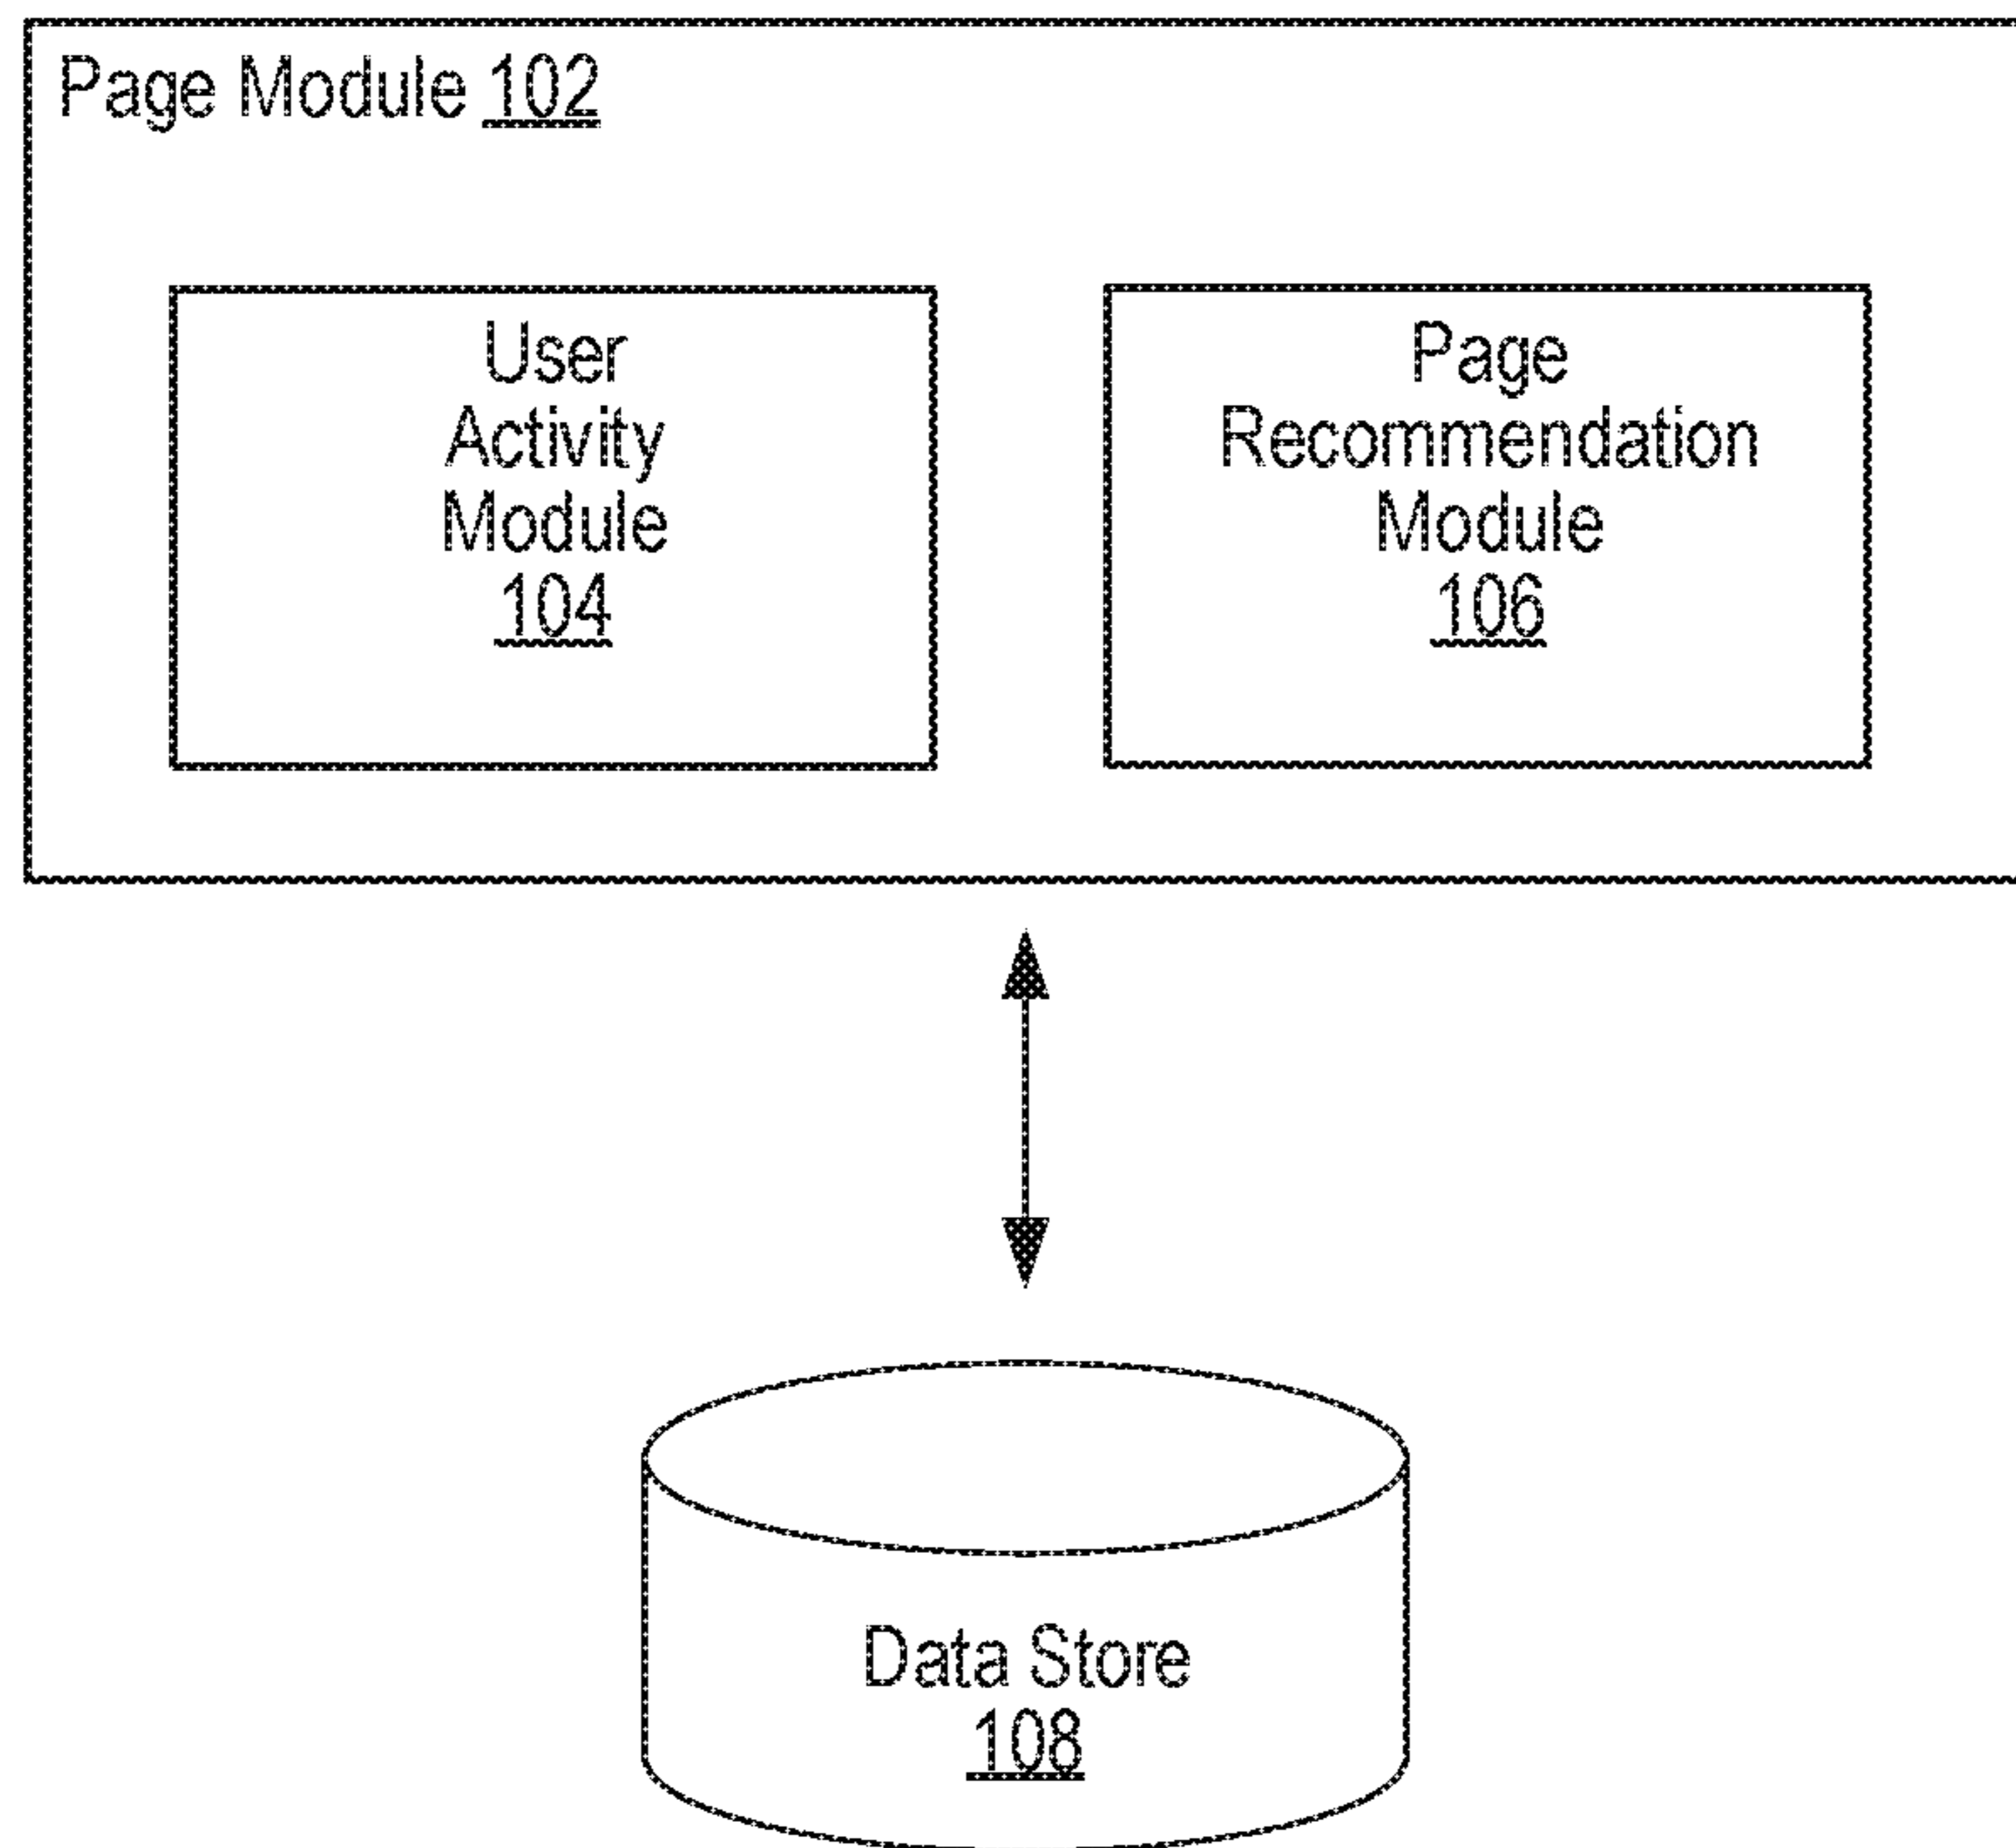 Page Module 102
User
Activity
Module
104
Page
Recommendation
Module
106
Data Store
108